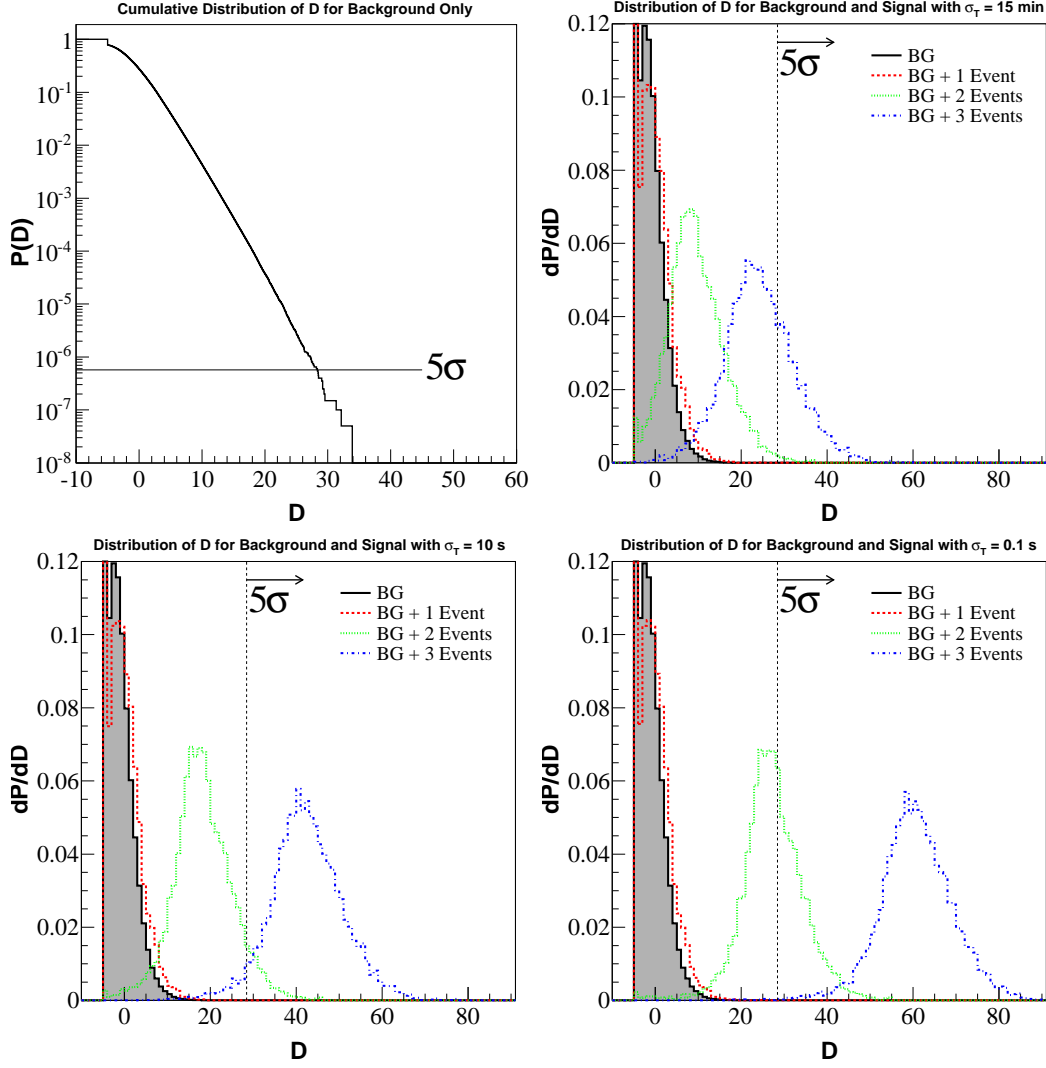 Cumulative Distribution of D for Background Only
1
10-1
10-2
10-3
10-4
10-5
10-6
10-7
10-8
P(D)
5σ
-10 0 10 20 30 40 50 60
D
Distribution of D for Background and Signal with σT = 15 min
0.12
0.1
0.08
0.06
0.04
0.02
0
dP/dD
5σ
BG
BG + 1 Event
BG + 2 Events
BG + 3 Events
0 20 40 60 80
D
Distribution of D for Background and Signal with σT = 10 s
0.12
0.1
0.08
0.06
0.04
0.02
0
dP/dD
5σ
BG
BG + 1 Event
BG + 2 Events
BG + 3 Events
0 20 40 60 80
D
Distribution of D for Background and Signal with σT = 0.1 s
0.12
0.1
0.08
0.06
0.04
0.02
0
dP/dD
5σ
BG
BG + 1 Event
BG + 2 Events
BG + 3 Events
0 20 40 60 80
D